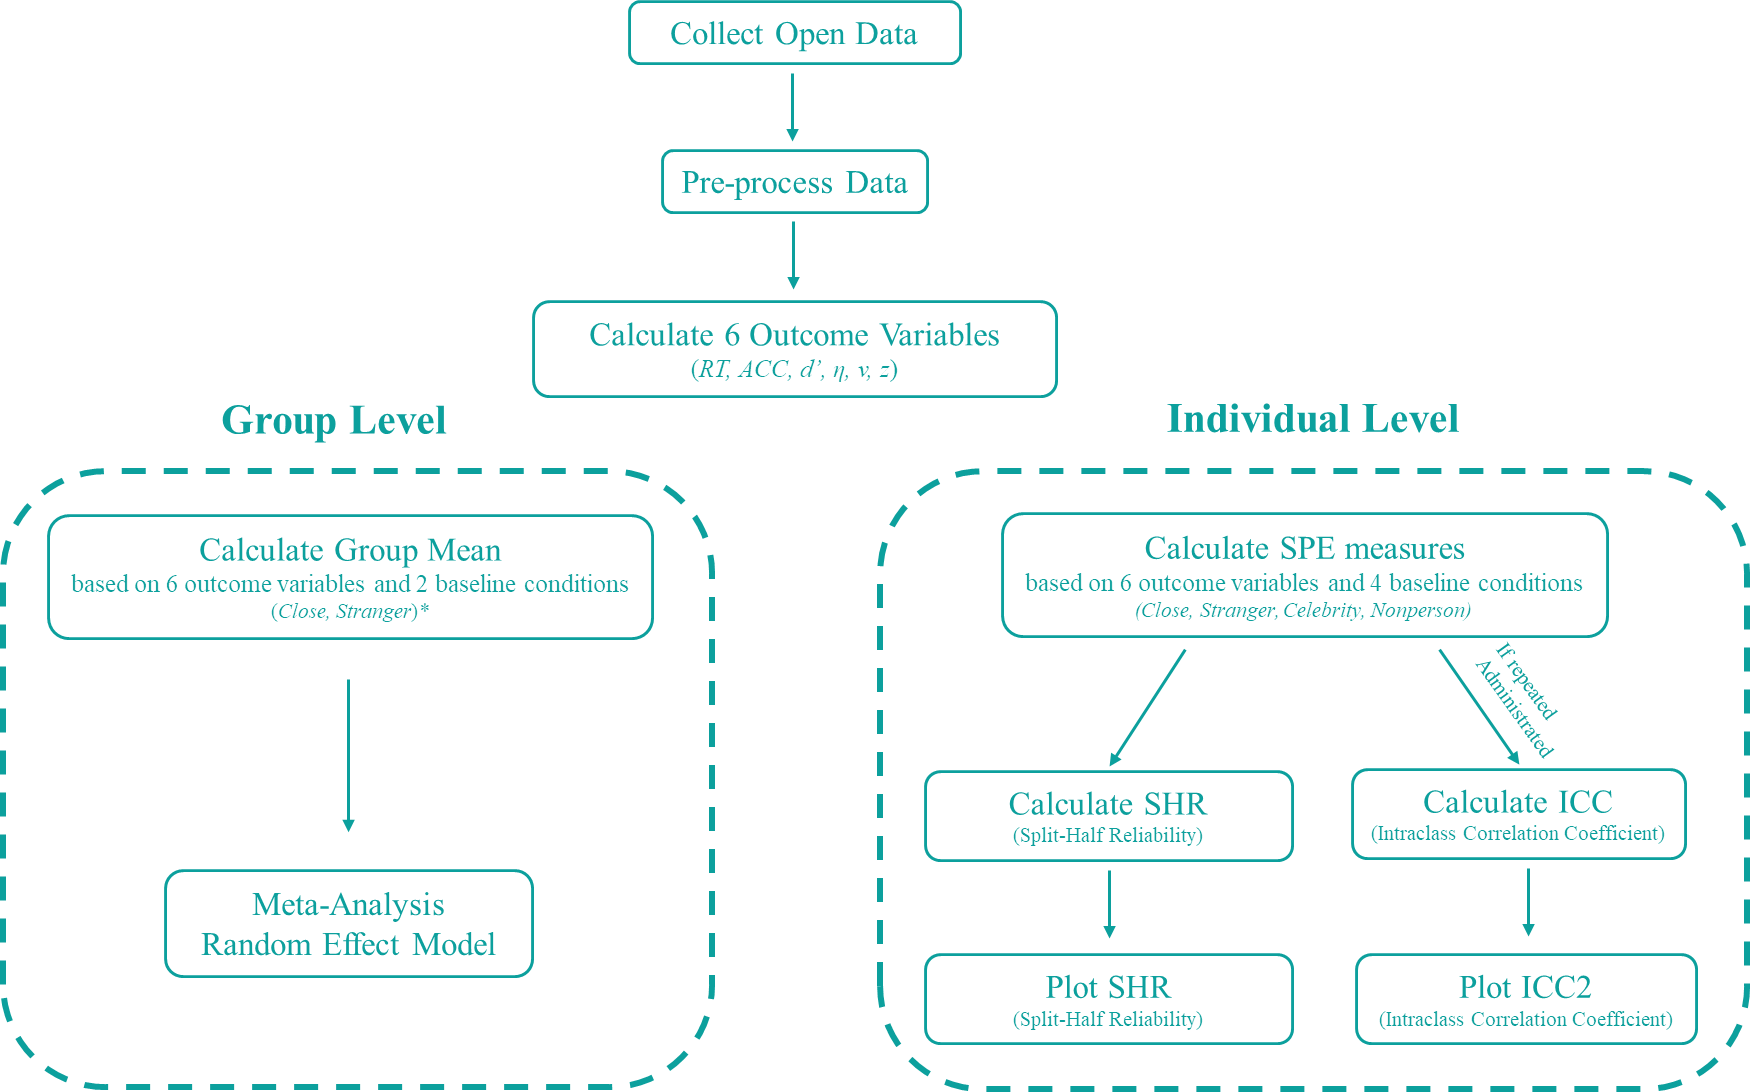 Collect Open Data
Pre-process Data
Calculate 6 Outcome Variables
(RT, ACC, d’, η, v, z)
Group Level
Calculate Group Mean
based on 6 outcome variables and 2 baseline conditions
(Close, Stranger)*
Meta-Analysis
Random Effect Model
Individual Level
Calculate SPE measures
based on 6 outcome variables and 4 baseline conditions
(Close, Stranger, Celebrity, Nonperson)
If repeated
Administrated
Calculate SHR
(Split-Half Reliability)
Calculate ICC
(Intraclass Correlation Coefficient)
Plot SHR
(Split-Half Reliability)
Plot ICC2
(Intraclass Correlation Coefficient)